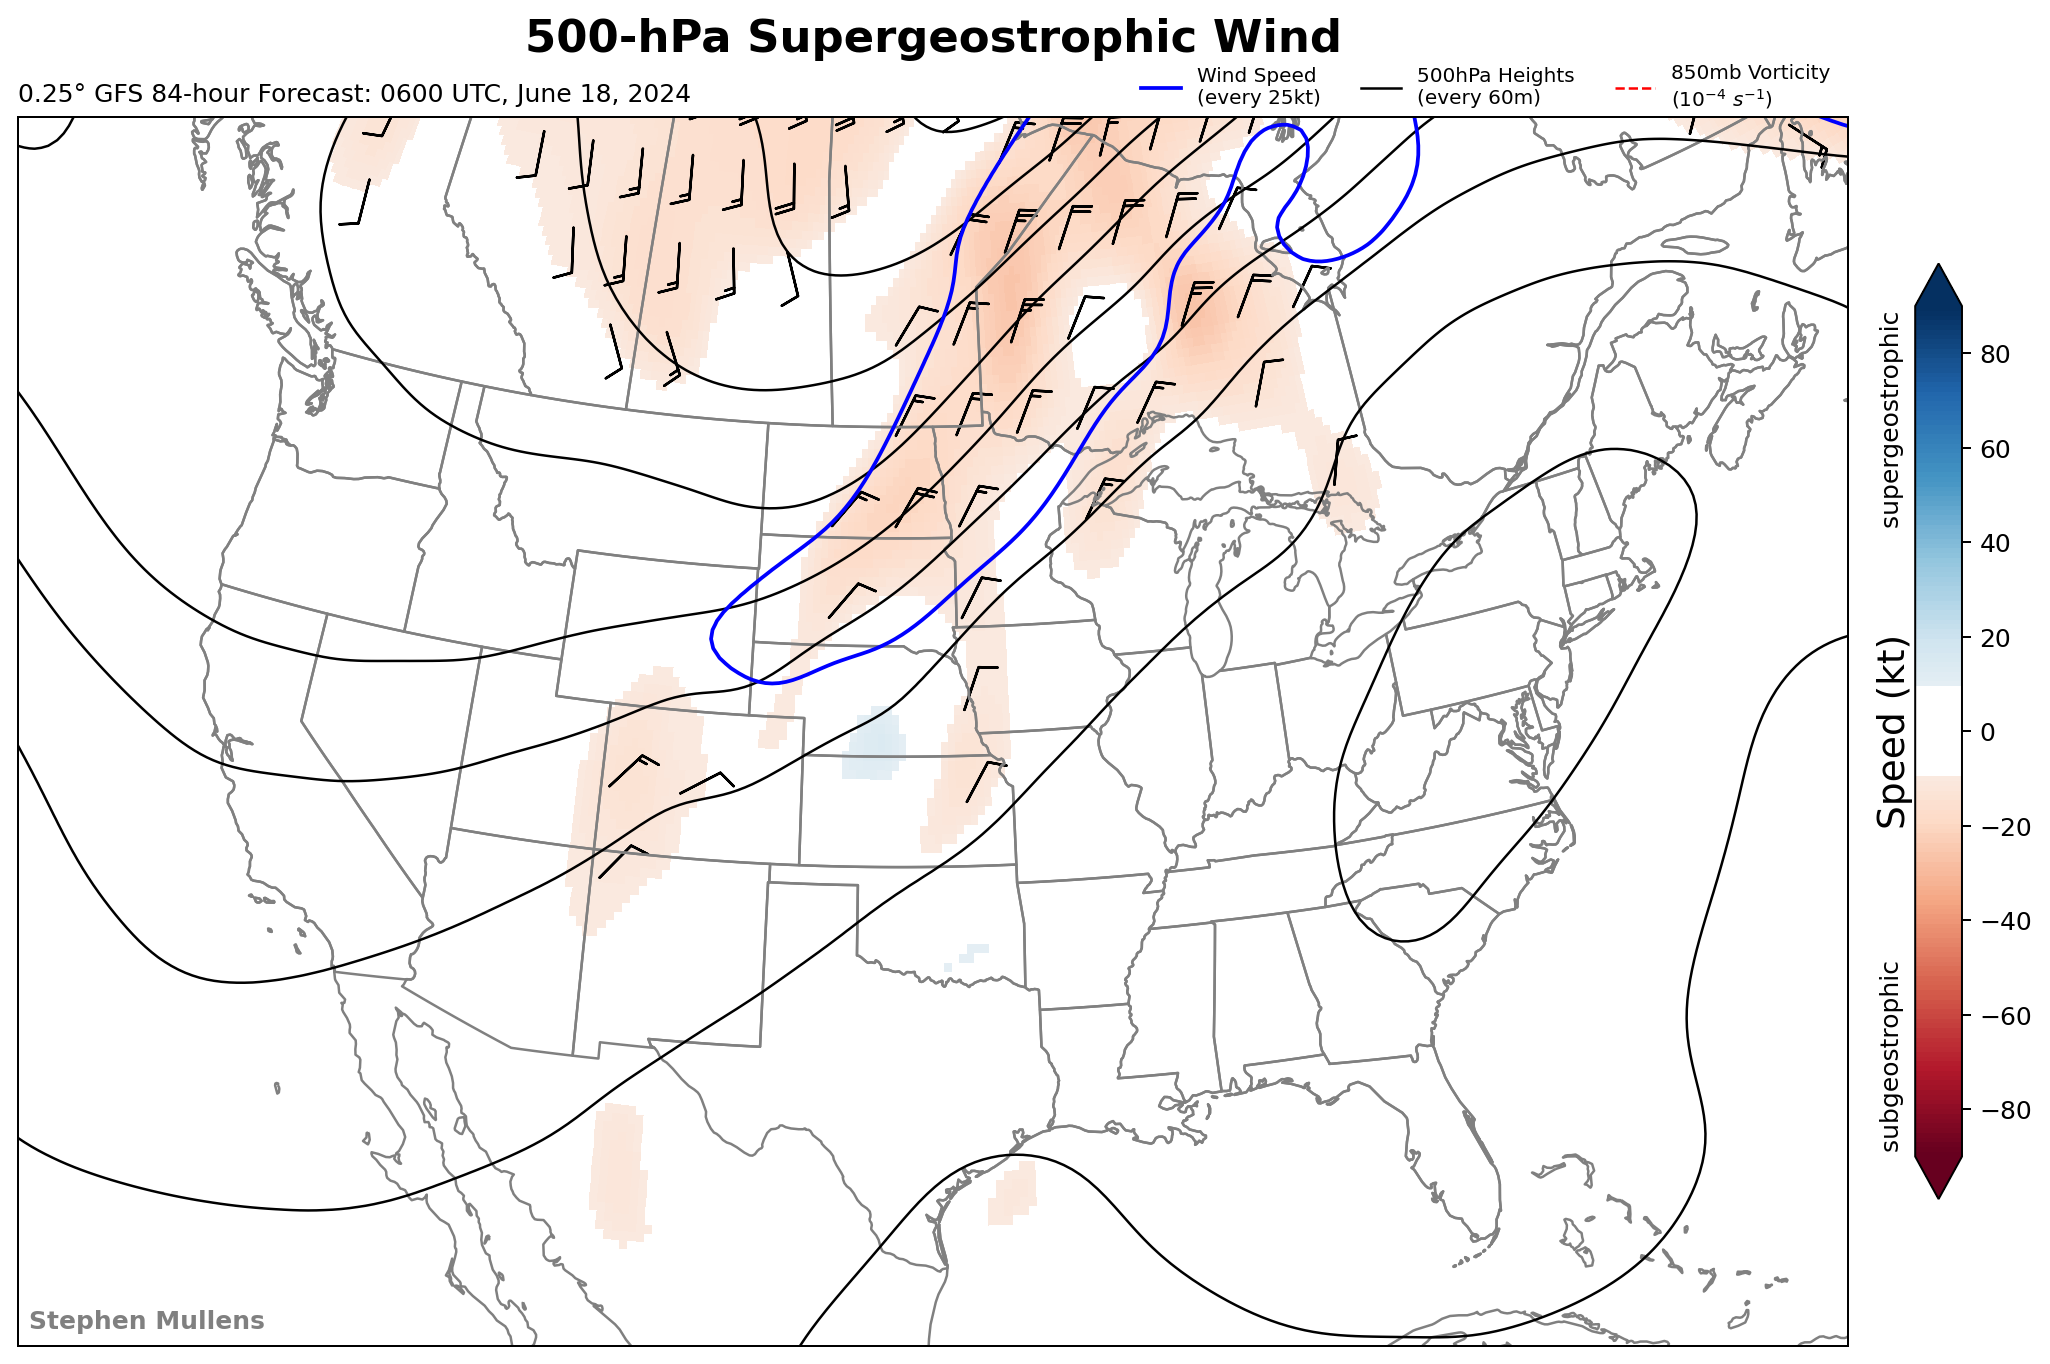 500-hPa Supergeostrophic Wind
0.25° GFS 84-hour Forecast: 0600 UTC, June 18, 2024
Wind Speed
(every 25kt)
500hPa Heights
(every 60m)
850mb Vorticity
(10⁻⁴ s⁻¹)
supergeostrophic
Speed (kt)
subgeostrophic
80
60
40
20
0
−20
−40
−60
−80
Stephen Mullens